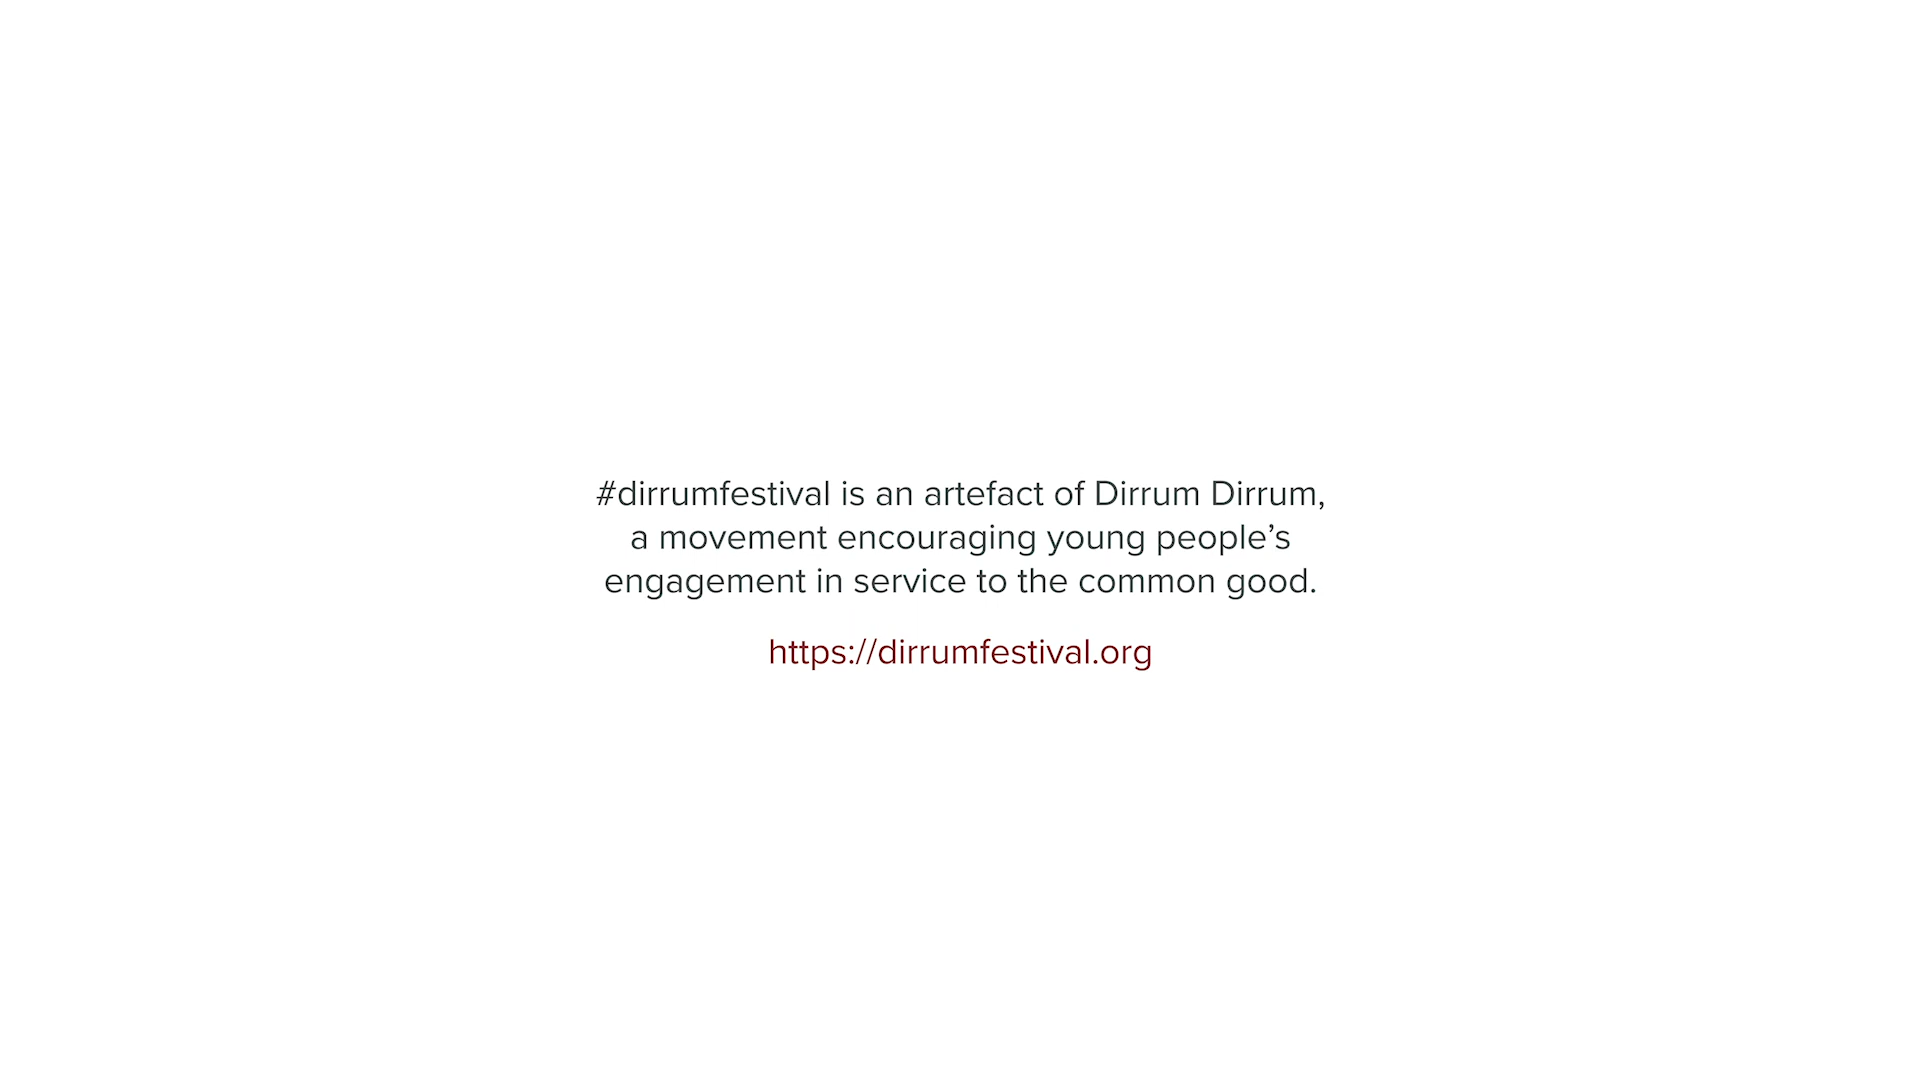 #dirrumfestival is an artefact of Dirrum Dirrum,
a movement encouraging young people’s
engagement in service to the common good.
https://dirrumfestival.org